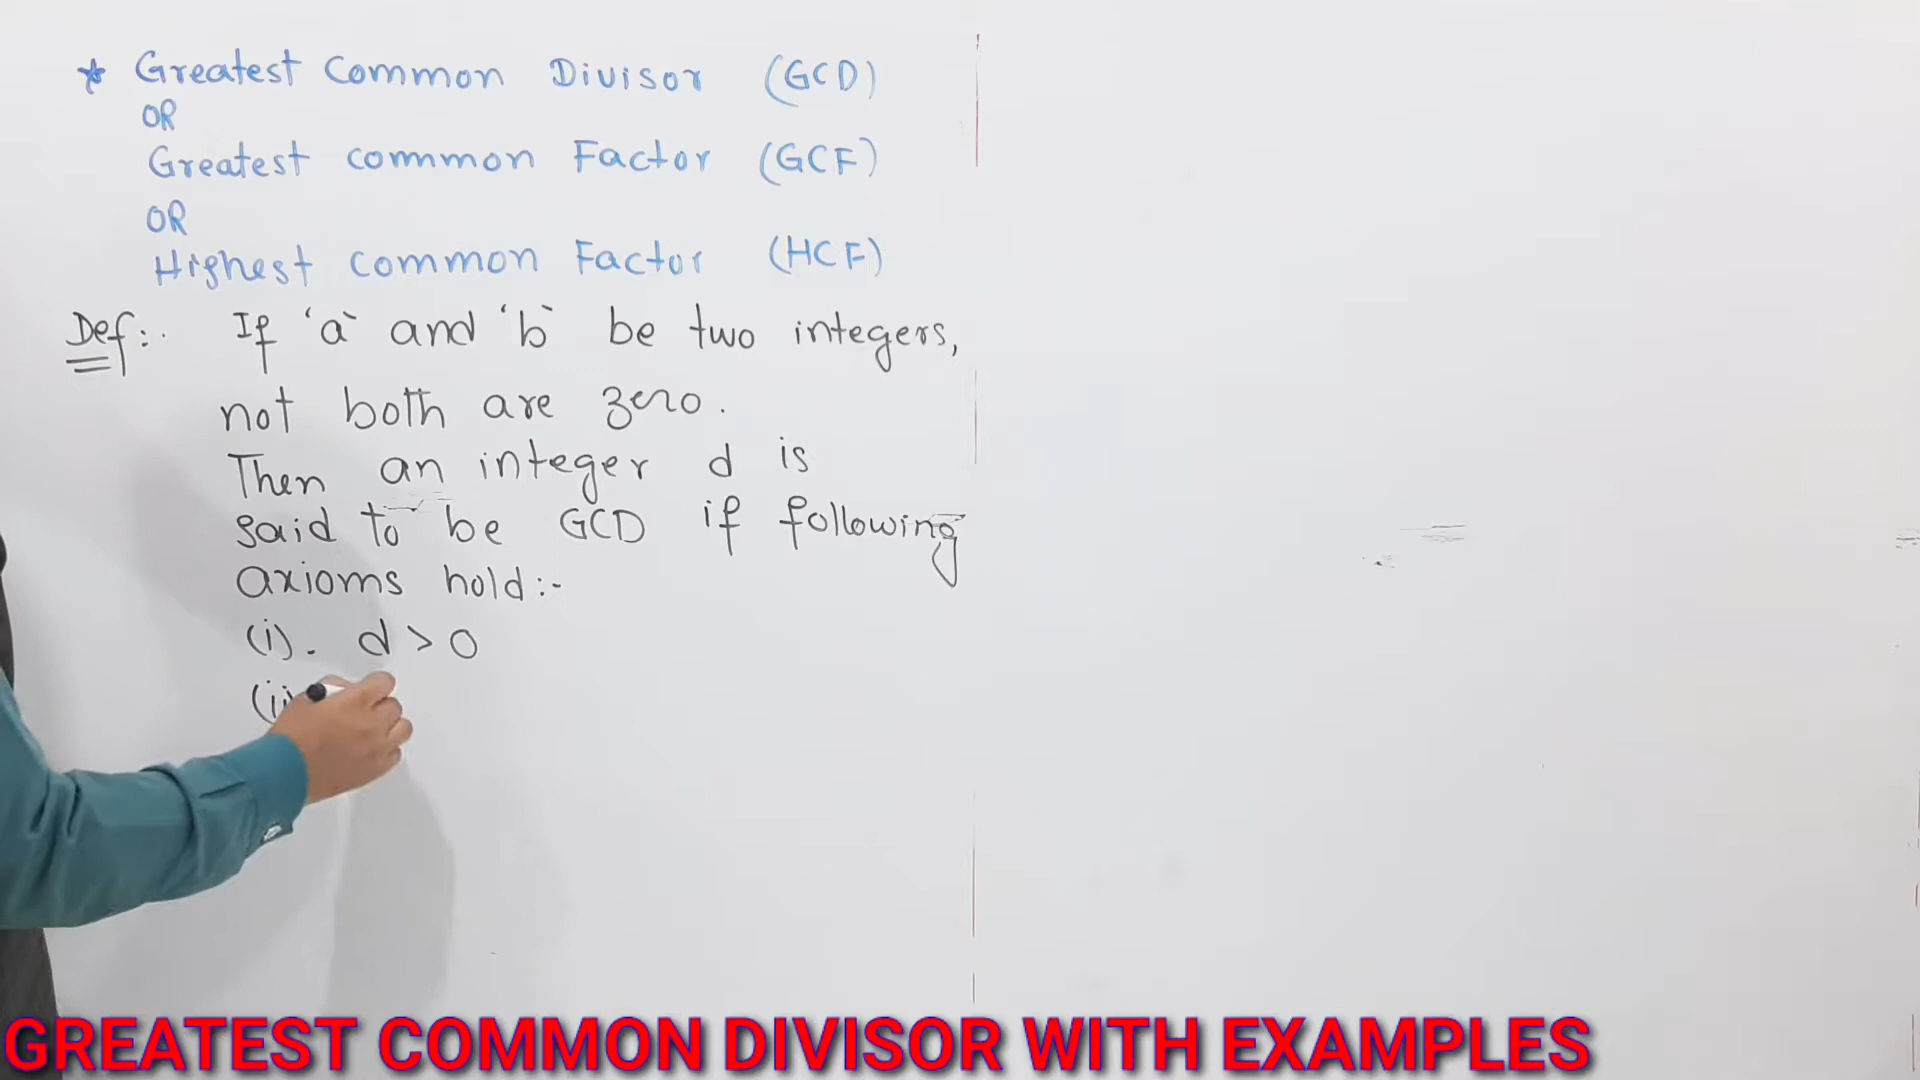 * Greatest Common Divisor (GCD)
OR
Greatest common Factor (GCF)
OR
Highest common Factor (HCF)
Def:. If 'a' and 'b' be two integers,
not both are zero.
Then an integer d is
said to be GCD if following
axioms hold:-
(i). d > 0
(ii)
GREATEST COMMON DIVISOR WITH EXAMPLES